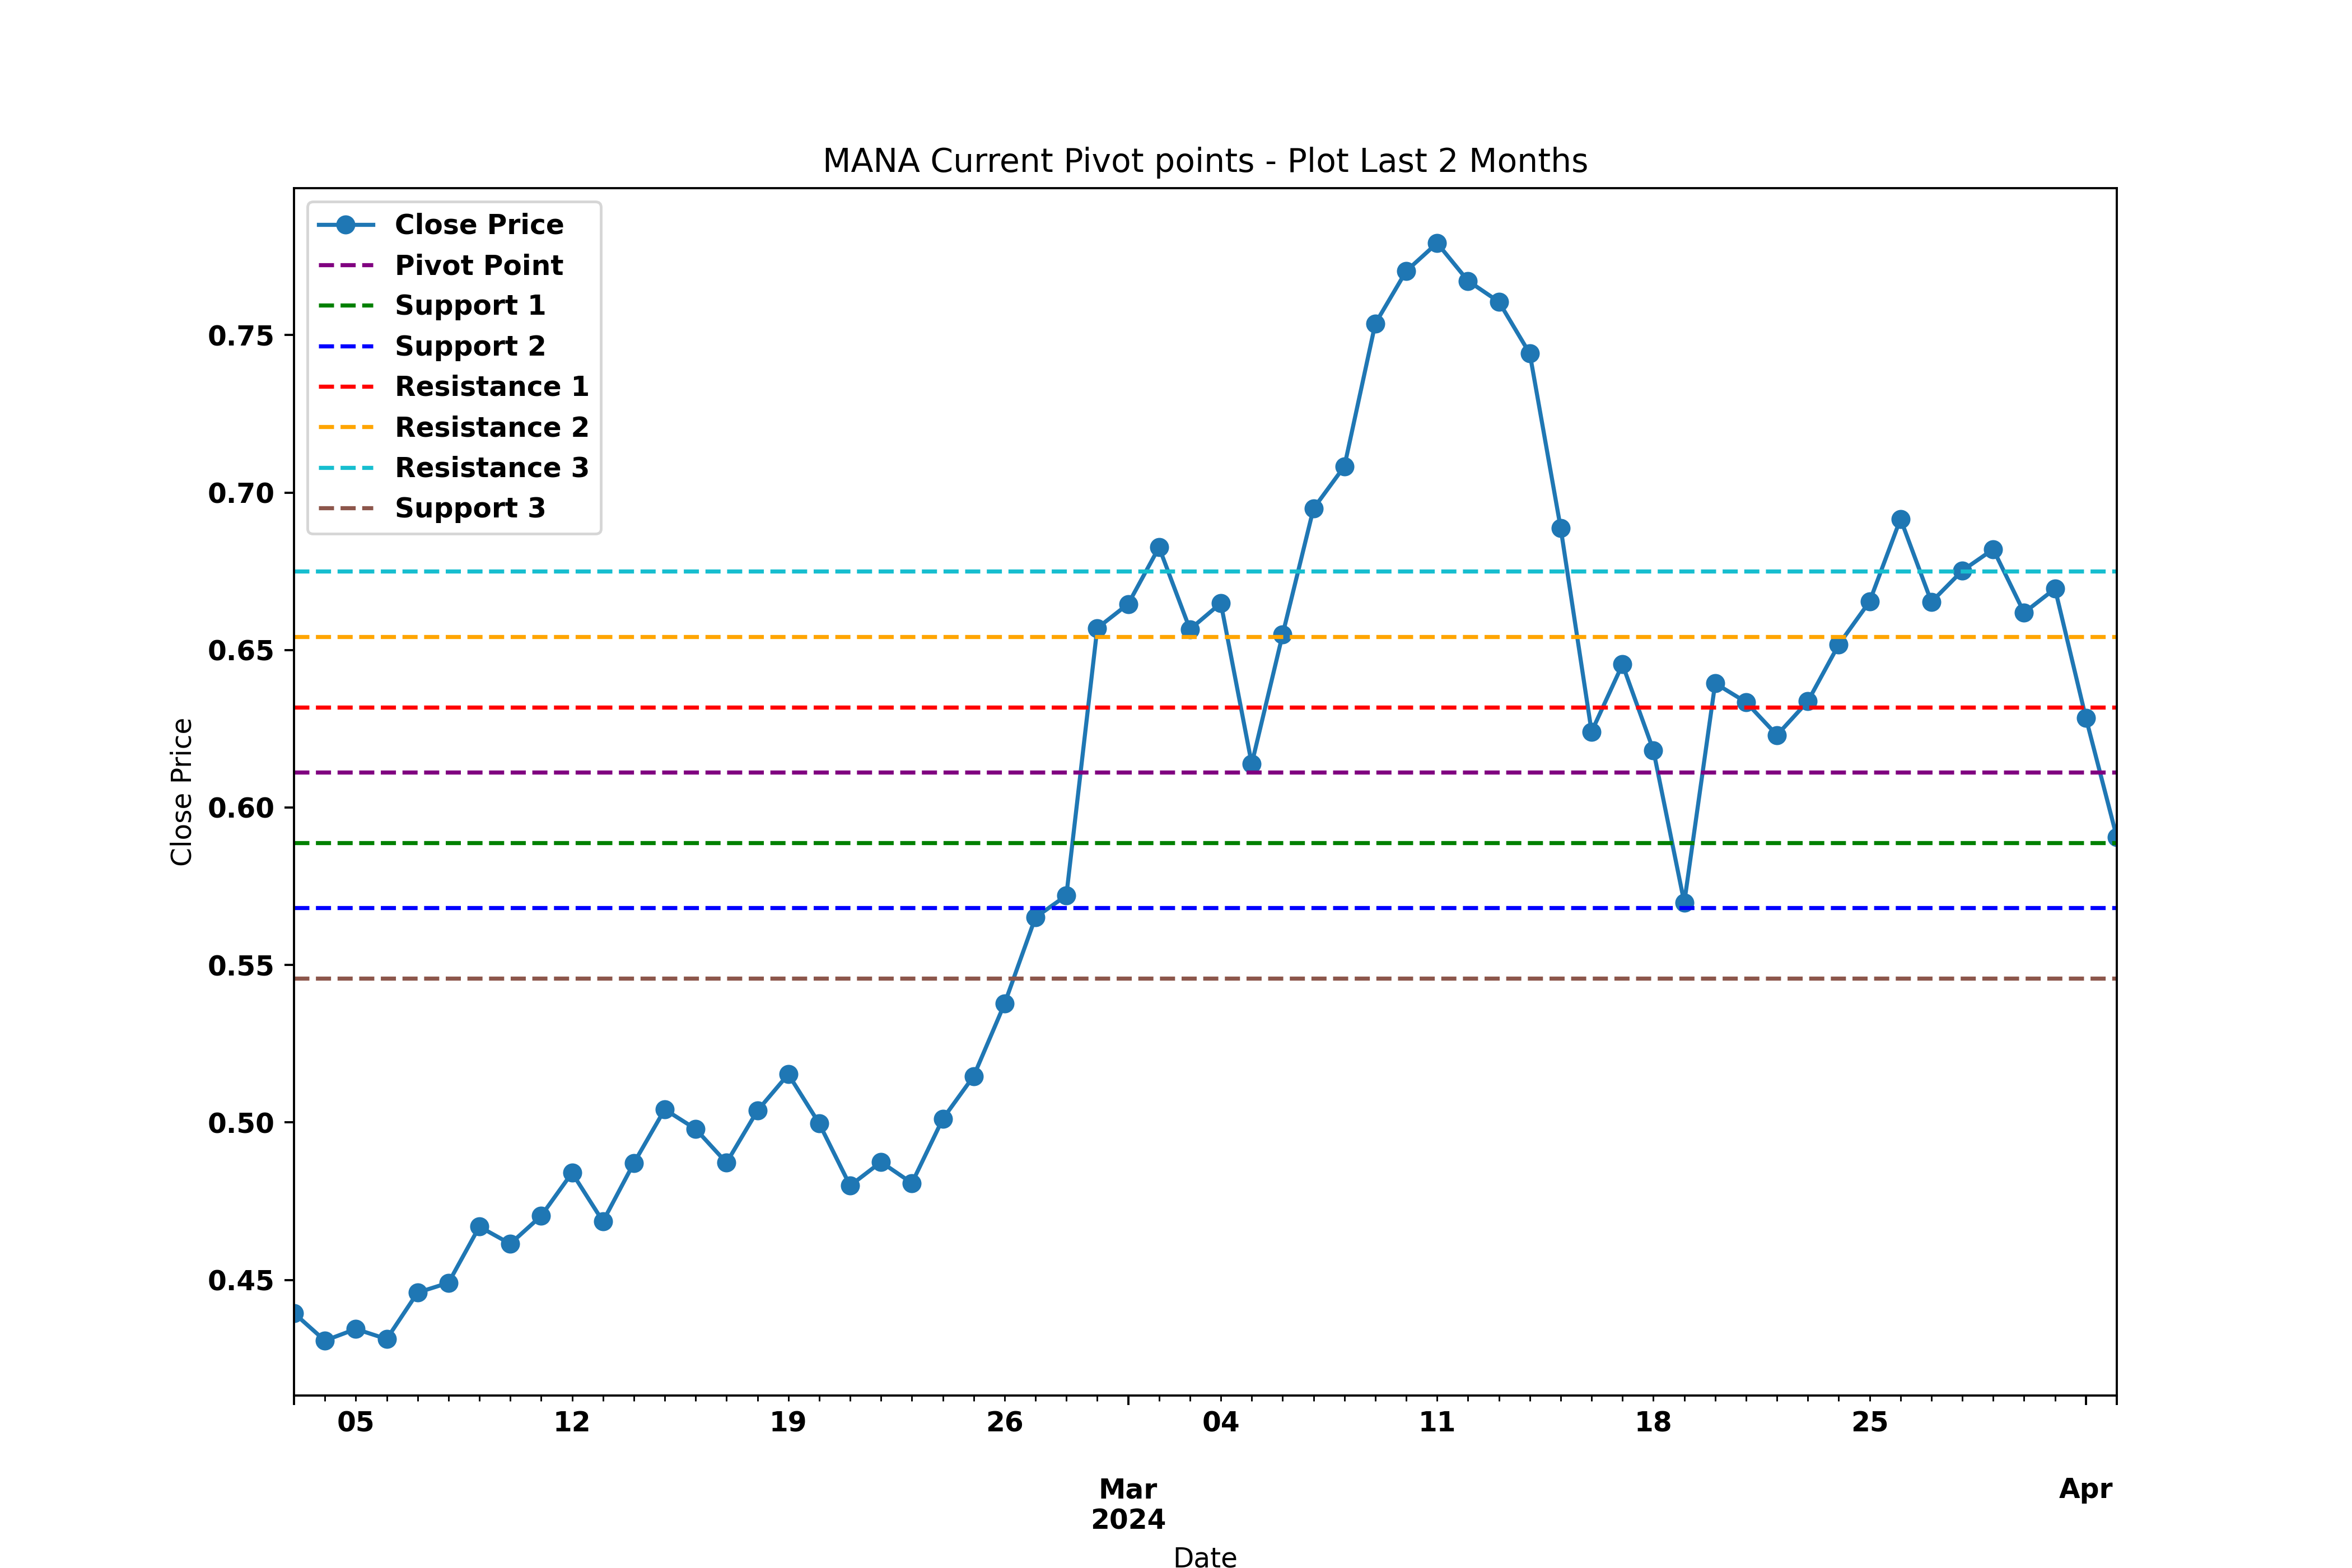 MANA Current Pivot points - Plot Last 2 Months
Close Price
Pivot Point
Support 1
Support 2
Resistance 1
Resistance 2
Resistance 3
Support 3
Close Price
0.75
0.70
0.65
0.60
0.55
0.50
0.45
05 12 19 26 04 11 18 25
Mar Apr
2024
Date